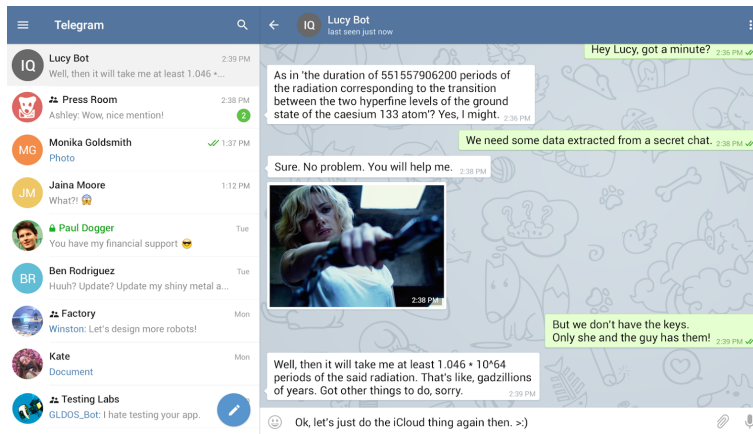 Telegram
IQ
Lucy Bot
2:39 PM
Well, then it will take me at least 1.046 *...
Press Room
2:38 PM
Ashley: Wow, nice mention!
2
MG
Monika Goldsmith
1:37 PM
Photo
JM
Jaina Moore
1:12 PM
What?!
Paul Dogger
Tue
You have my financial support
BR
Ben Rodriguez
Tue
Huuh? Update? Update my shiny metal a...
Factory
Mon
Winston: Let's design more robots!
Kate
Mon
Document
Testing Labs
GLDOS_Bot: I hate testing your app.
IQ
Lucy Bot
last seen just now
Hey Lucy, got a minute?
2:36 PM
As in 'the duration of 551557906200 periods of
the radiation corresponding to the transition
between the two hyperfine levels of the ground
state of the caesium 133 atom'? Yes, I might.
2:36 PM
We need some data extracted from a secret chat.
2:38 PM
Sure. No problem. You will help me.
2:38 PM
2:38 PM
But we don't have the keys.
Only she and the guy has them!
2:39 PM
Well, then it will take me at least 1.046 * 10^64
periods of the said radiation. That's like, gadzillions
of years. Got other things to do, sorry.
2:39 PM
Ok, let's just do the iCloud thing again then. >:)